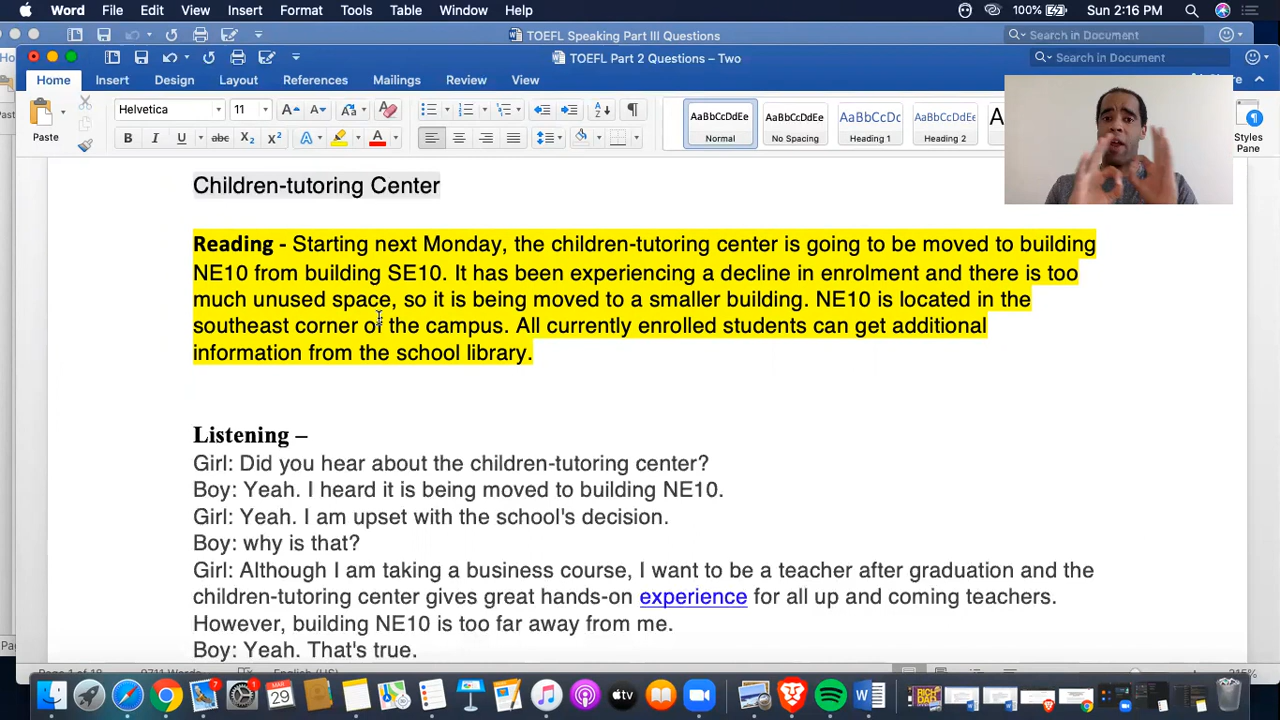 Word File Edit View Insert Format Tools Table Window Help 100% Sun 2:16 PM
TOEFL Speaking Part III Questions Search in Document
TOEFL Part 2 Questions – Two Search in Document
Home Insert Design Layout References Mailings Review View
Helvetica 11 AaBbCcDdEe AaBbCcDdEe AaBbCcDc AaBbCcDdEe
Paste Normal No Spacing Heading 1 Heading 2 Styles Pane
Children-tutoring Center
Reading - Starting next Monday, the children-tutoring center is going to be moved to building
NE10 from building SE10. It has been experiencing a decline in enrolment and there is too
much unused space, so it is being moved to a smaller building. NE10 is located in the
southeast corner of the campus. All currently enrolled students can get additional
information from the school library.
Listening –
Girl: Did you hear about the children-tutoring center?
Boy: Yeah. I heard it is being moved to building NE10.
Girl: Yeah. I am upset with the school's decision.
Boy: why is that?
Girl: Although I am taking a business course, I want to be a teacher after graduation and the
children-tutoring center gives great hands-on experience for all up and coming teachers.
However, building NE10 is too far away from me.
Boy: Yeah. That's true.